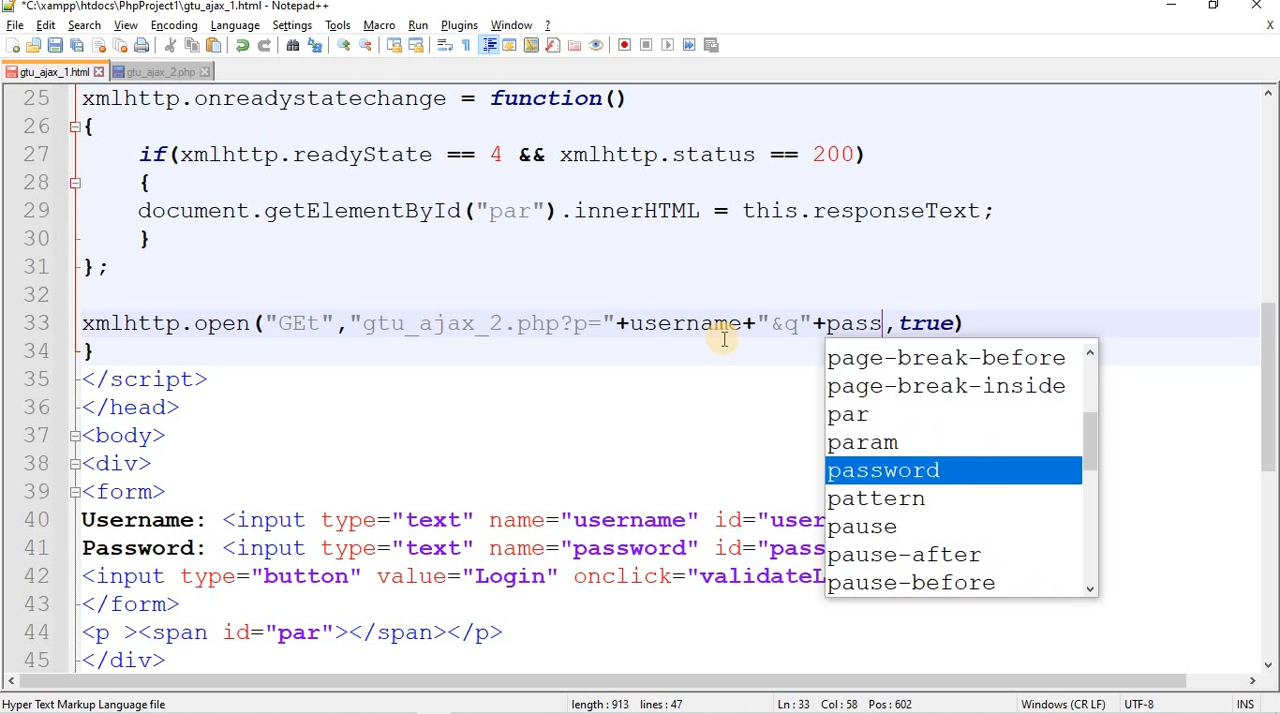 *C:\xampp\htdocs\PhpProject1\gtu_ajax_1.html - Notepad++
File Edit Search View Encoding Language Settings Tools Macro Run Plugins Window ? X
gtu_ajax_1.html gtu_ajax_2.php
25 xmlhttp.onreadystatechange = function()
26 {
27 if(xmlhttp.readyState == 4 && xmlhttp.status == 200)
28 {
29 document.getElementById("par").innerHTML = this.responseText;
30 }
31 };
32
33 xmlhttp.open("GEt","gtu_ajax_2.php?p="+username+"&q"+pass,true)
34 }
page-break-before
35 </script>
page-break-inside
36 </head>
par
37 <body>
param
38 <div>
password
39 <form>
pattern
40 Username: <input type="text" name="username" id="user
pause
41 Password: <input type="text" name="password" id="pass
pause-after
42 <input type="button" value="Login" onclick="validateL
pause-before
43 </form>
44 <p ><span id="par"></span></p>
45 </div>
Hyper Text Markup Language file length : 913 lines : 47 Ln : 33 Col : 58 Pos : 602 Windows (CR LF) UTF-8 INS